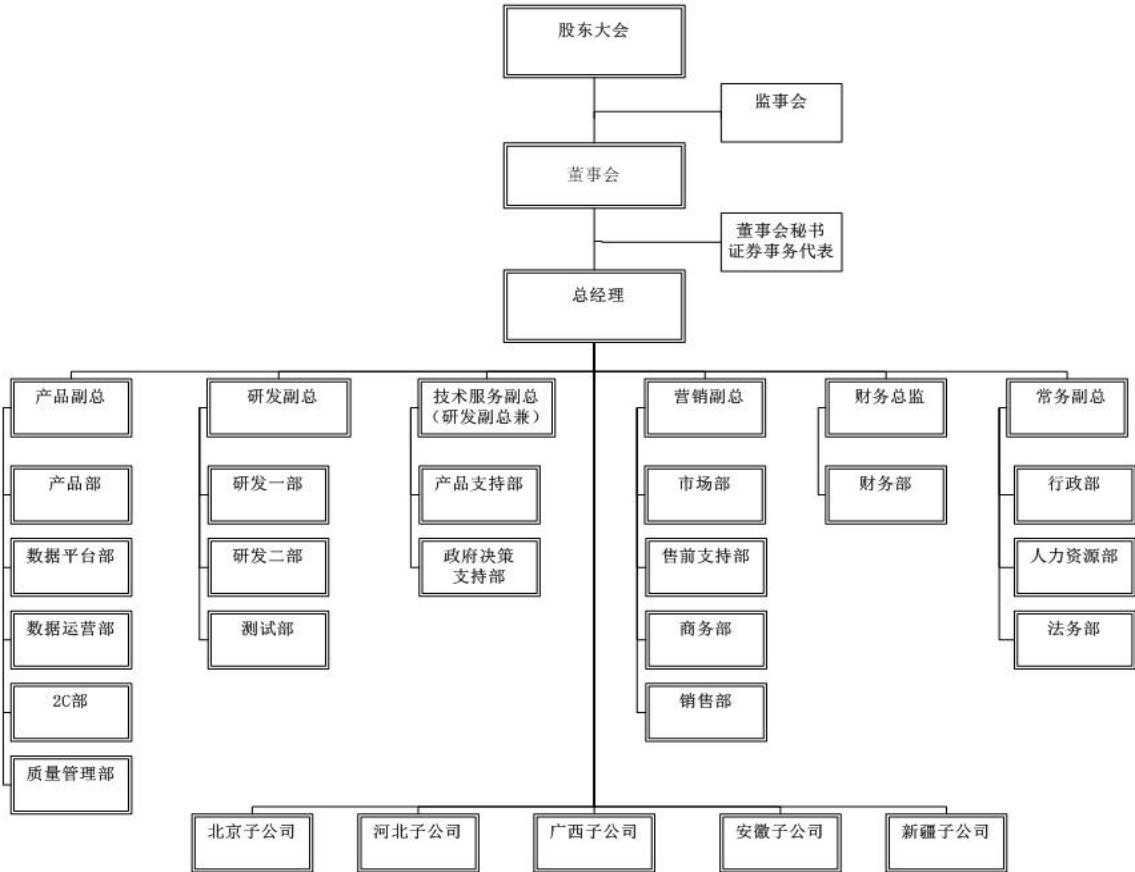 股东大会
监事会
董事会
董事会秘书
证券事务代表
总经理
产品副总
研发副总
技术服务副总
（研发副总兼）
营销副总
财务总监
常务副总
产品部
研发一部
产品支持部
市场部
财务部
行政部
数据平台部
研发二部
政府决策
支持部
售前支持部
人力资源部
数据运营部
测试部
商务部
法务部
2C部
销售部
质量管理部
北京子公司
河北子公司
广西子公司
安徽子公司
新疆子公司